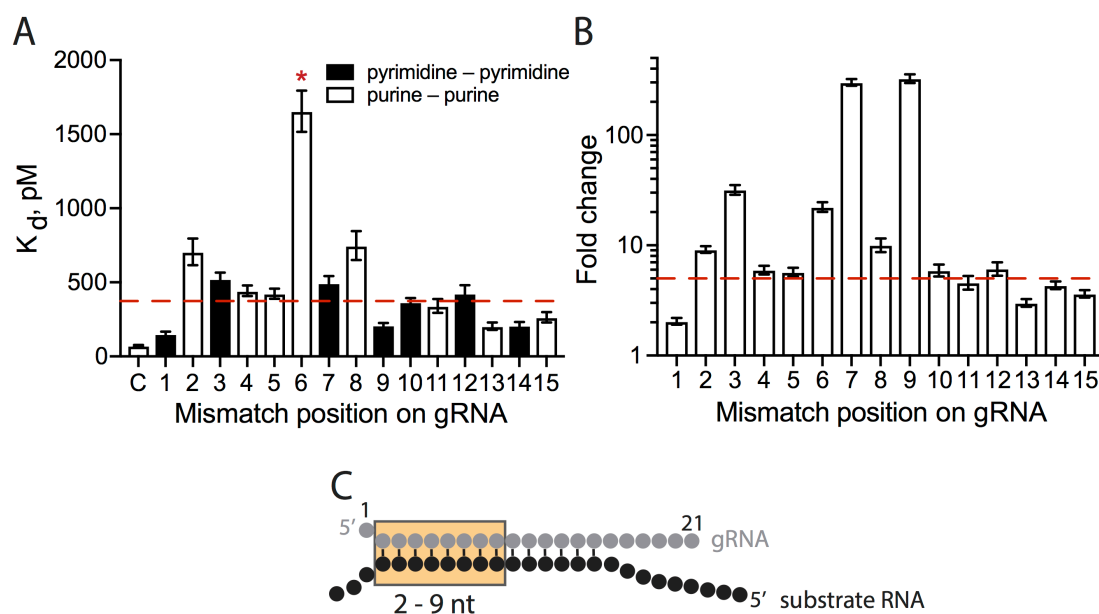 A
K d, pM
2000
1500
1000
500
0
*
pyrimidine – pyrimidine
purine – purine
C 1 2 3 4 5 6 7 8 9 10 11 12 13 14 15
Mismatch position on gRNA
B
Fold change
100
10
1
1 2 3 4 5 6 7 8 9 10 11 12 13 14 15
Mismatch position on gRNA
C
1
21
5′
gRNA
2 - 9 nt
5′ substrate RNA